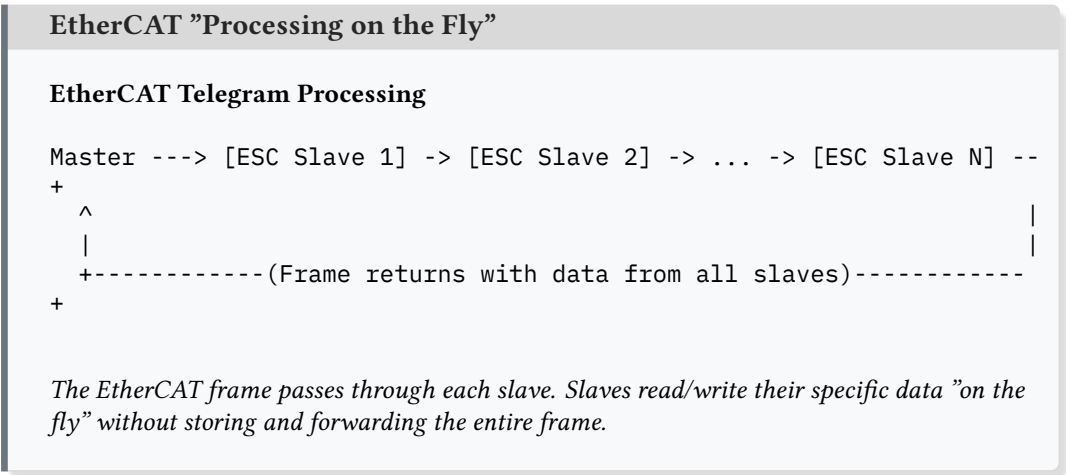 EtherCAT ”Processing on the Fly”
EtherCAT Telegram Processing
Master ---> [ESC Slave 1] -> [ESC Slave 2] -> ... -> [ESC Slave N] --
+
  ^                                                               |
  |                                                               |
  +------------(Frame returns with data from all slaves)------------
+
The EtherCAT frame passes through each slave. Slaves read/write their specific data ”on the
fly” without storing and forwarding the entire frame.